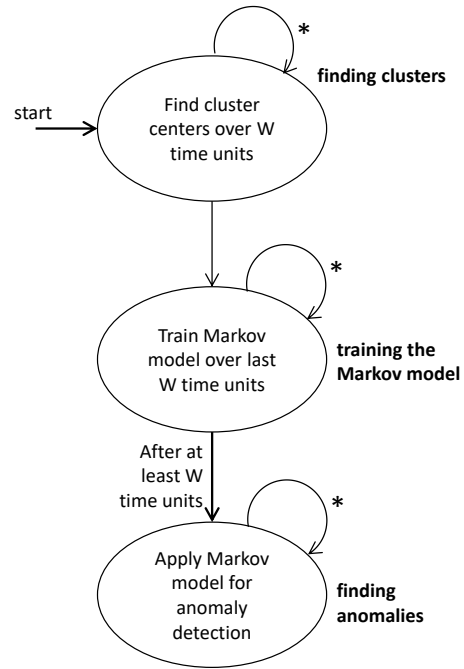 *
finding clusters
start
Find cluster
centers over W
time units
*
Train Markov
model over last
W time units
training the
Markov model
After at
least W
time units
*
Apply Markov
model for
anomaly
detection
finding
anomalies